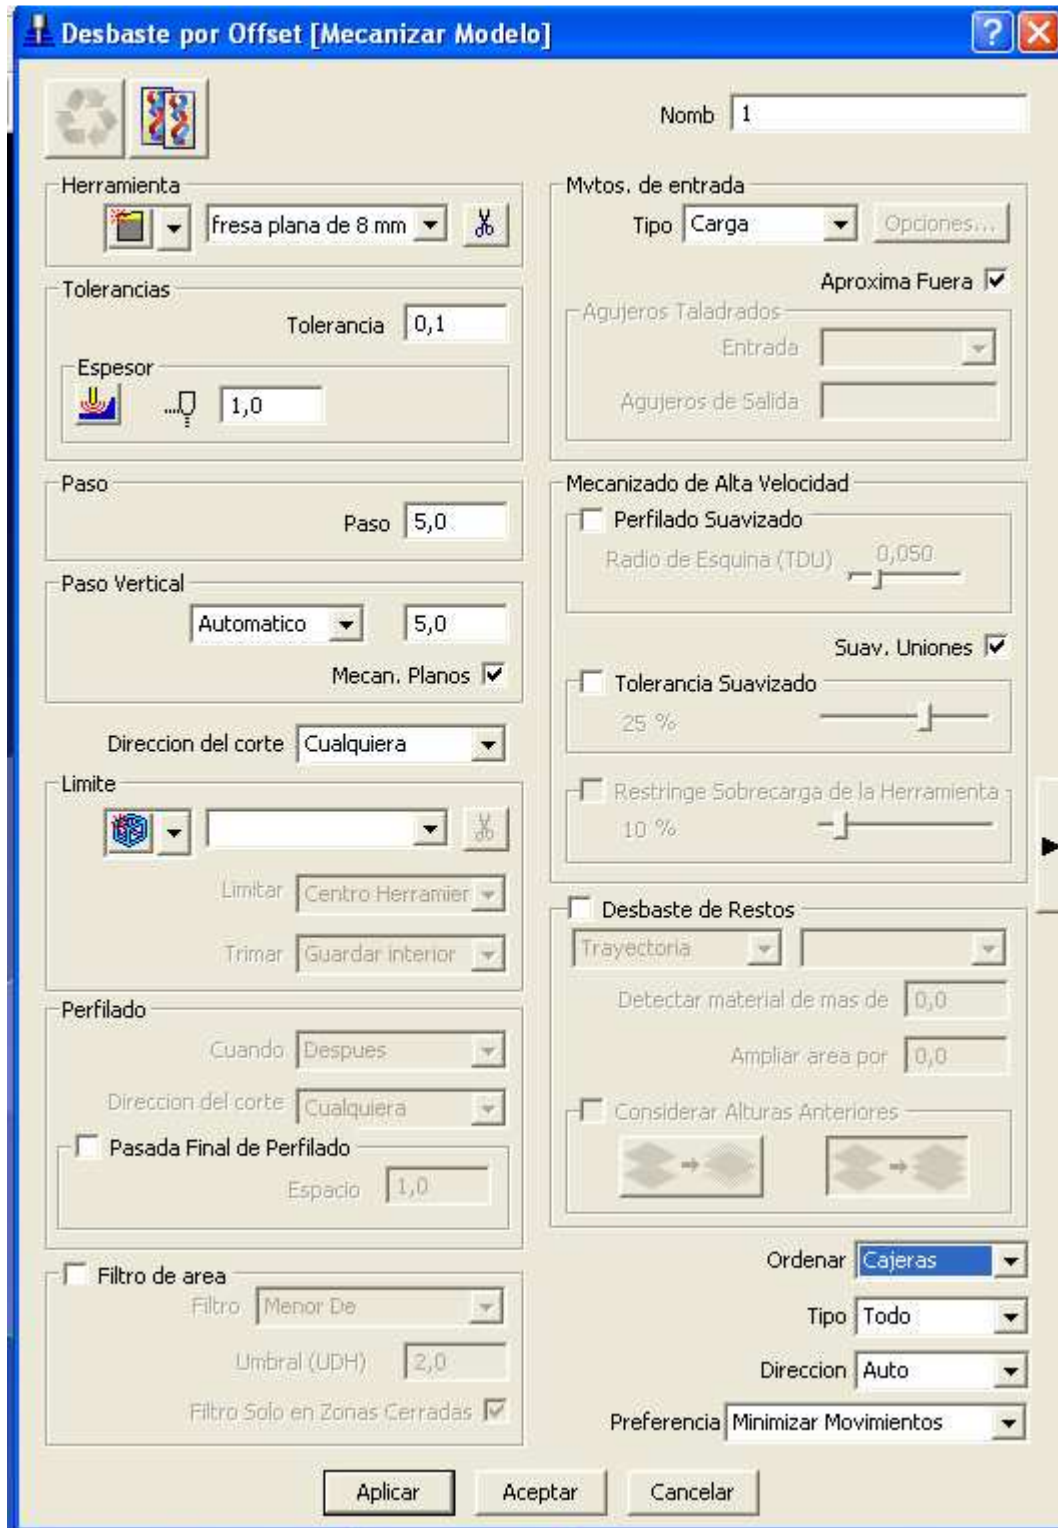 Desbaste por Offset [Mecanizar Modelo]
Nomb 1
Herramienta
fresa plana de 8 mm
Tolerancias
Tolerancia 0,1
Espesor
1,0
Paso
Paso 5,0
Paso Vertical
Automatico 5,0
Mecan. Planos
Direccion del corte Cualquiera
Limite
Limitar Centro Herramier
Trimar Guardar interior
Perfilado
Cuando Despues
Direccion del corte Cualquiera
Pasada Final de Perfilado
Espacio 1,0
Filtro de area
Filtro Menor De
Umbral (UDH) 2,0
Filtro Solo en Zonas Cerradas
Mvtos. de entrada
Tipo Carga Opciones...
Aproxima Fuera
Agujeros Taladrados
Entrada
Agujeros de Salida
Mecanizado de Alta Velocidad
Perfilado Suavizado
Radio de Esquina (TDU) 0,050
Suav. Uniones
Tolerancia Suavizado
25 %
Restringe Sobrecarga de la Herramienta
10 %
Desbaste de Restos
Trayectoria
Detectar material de mas de 0,0
Ampliar area por 0,0
Considerar Alturas Anteriores
Ordenar Cajeras
Tipo Todo
Direccion Auto
Preferencia Minimizar Movimientos
Aplicar Aceptar Cancelar